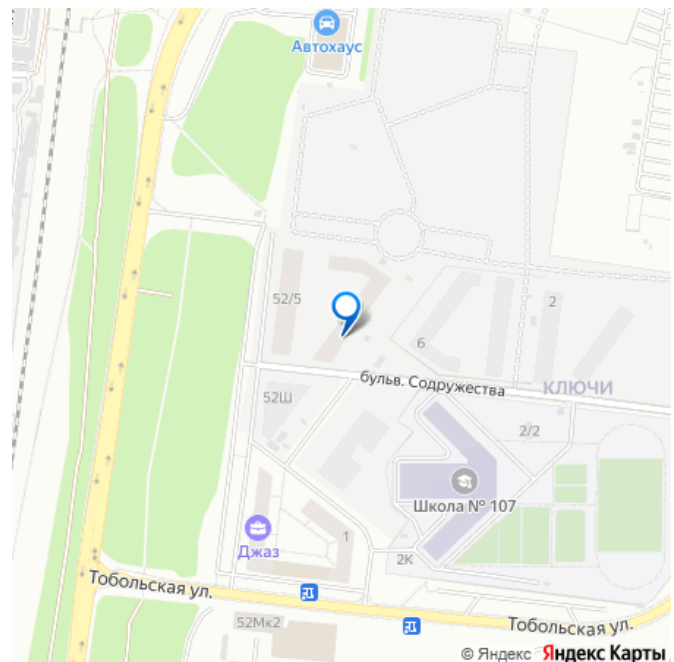 Автохаус
52/5
2
6
бульв. Содружества
КЛЮЧИ
52Ш
2/2
Школа № 107
Джаз
1
2К
Тобольская ул.
52Мк2
Тобольская ул.
© Яндекс Яндекс Карты